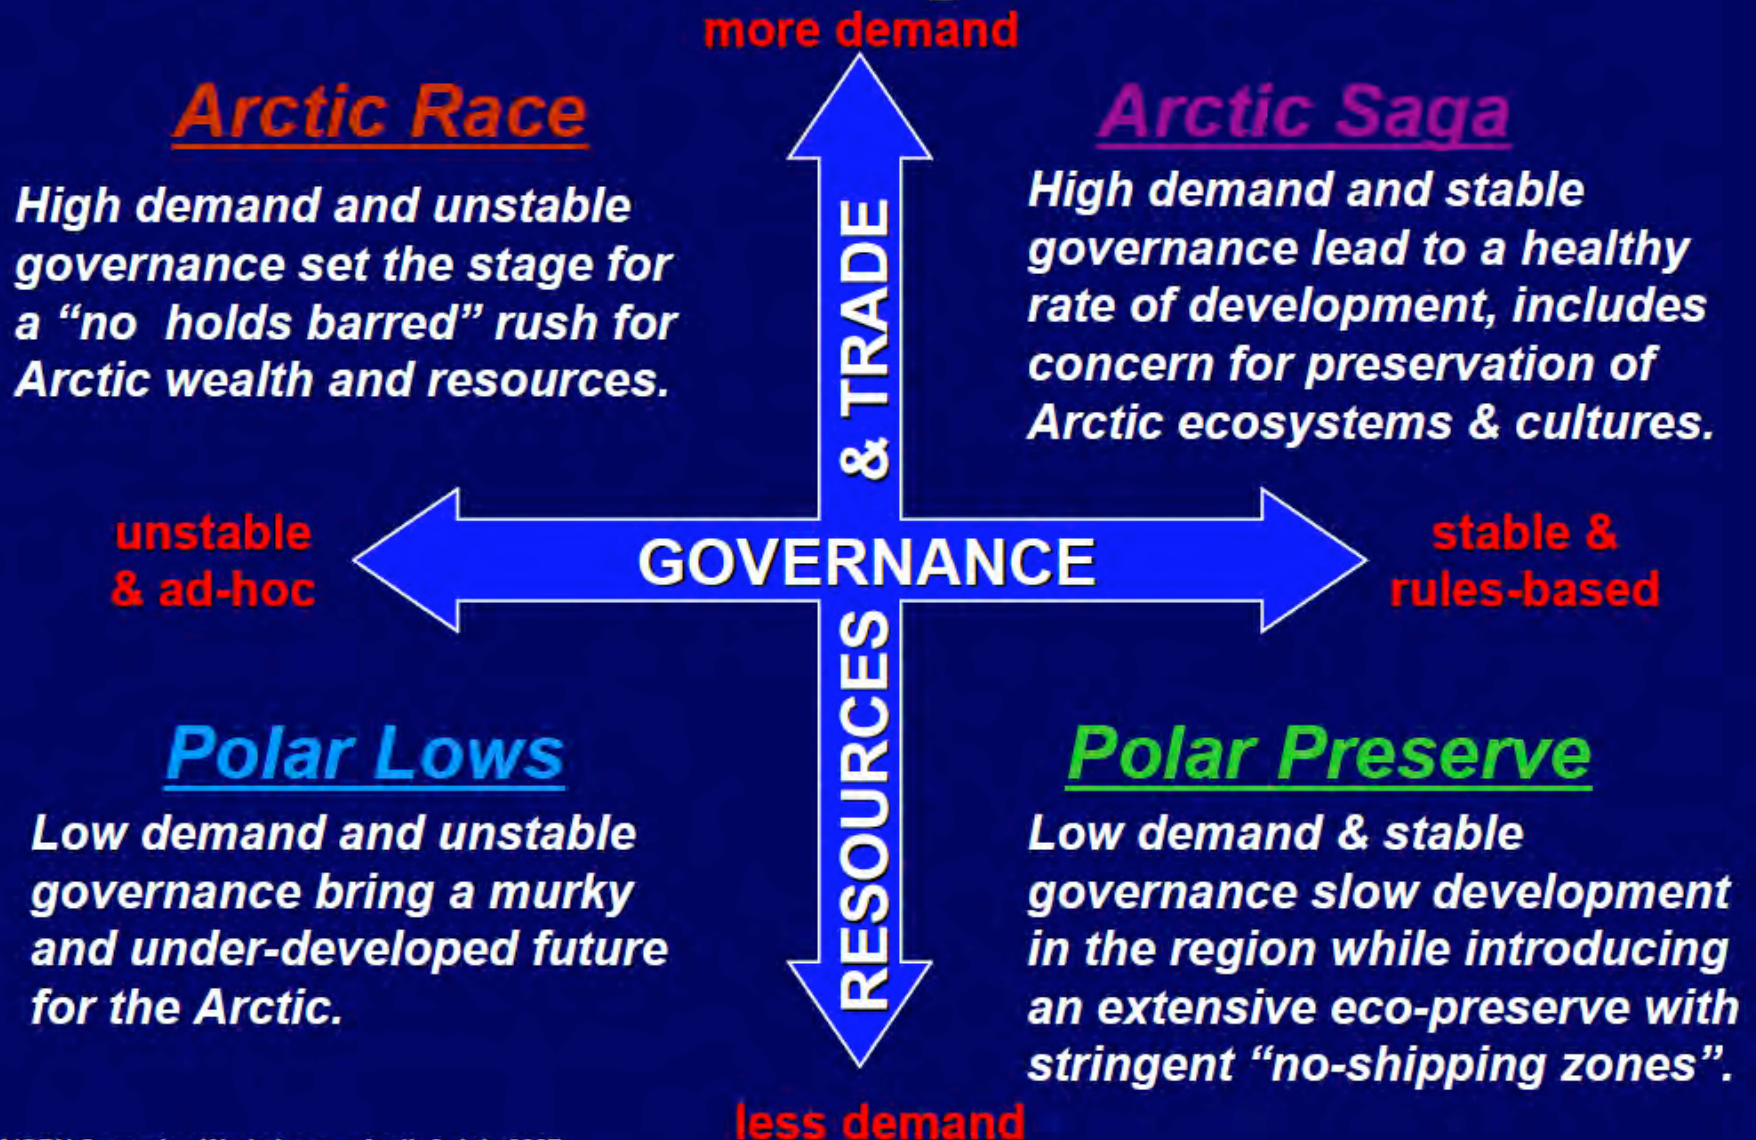 more demand
Arctic Race
High demand and unstable
governance set the stage for
a “no holds barred” rush for
Arctic wealth and resources.
Arctic Saga
High demand and stable
governance lead to a healthy
rate of development, includes
concern for preservation of
Arctic ecosystems & cultures.
RESOURCES & TRADE
unstable
& ad-hoc
GOVERNANCE
stable &
rules-based
Polar Lows
Low demand and unstable
governance bring a murky
and under-developed future
for the Arctic.
Polar Preserve
Low demand & stable
governance slow development
in the region while introducing
an extensive eco-preserve with
stringent “no-shipping zones”.
less demand